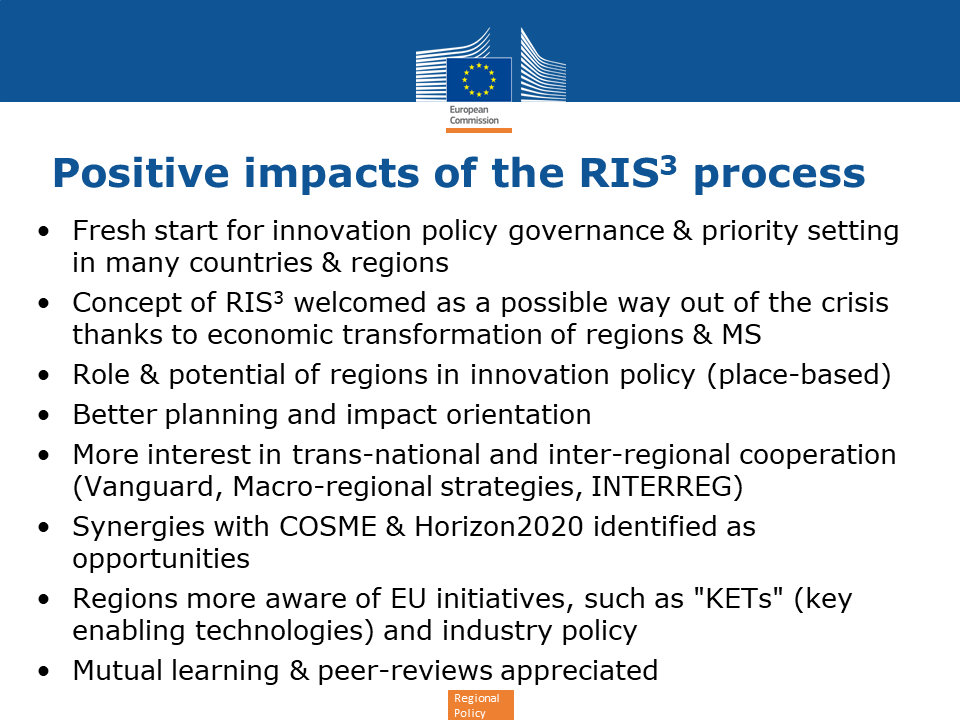 European
Commission
Positive impacts of the RIS³ process
• Fresh start for innovation policy governance & priority setting
in many countries & regions
• Concept of RIS³ welcomed as a possible way out of the crisis
thanks to economic transformation of regions & MS
• Role & potential of regions in innovation policy (place-based)
• Better planning and impact orientation
• More interest in trans-national and inter-regional cooperation
(Vanguard, Macro-regional strategies, INTERREG)
• Synergies with COSME & Horizon2020 identified as
opportunities
• Regions more aware of EU initiatives, such as "KETs" (key
enabling technologies) and industry policy
• Mutual learning & peer-reviews appreciated
Regional
Policy